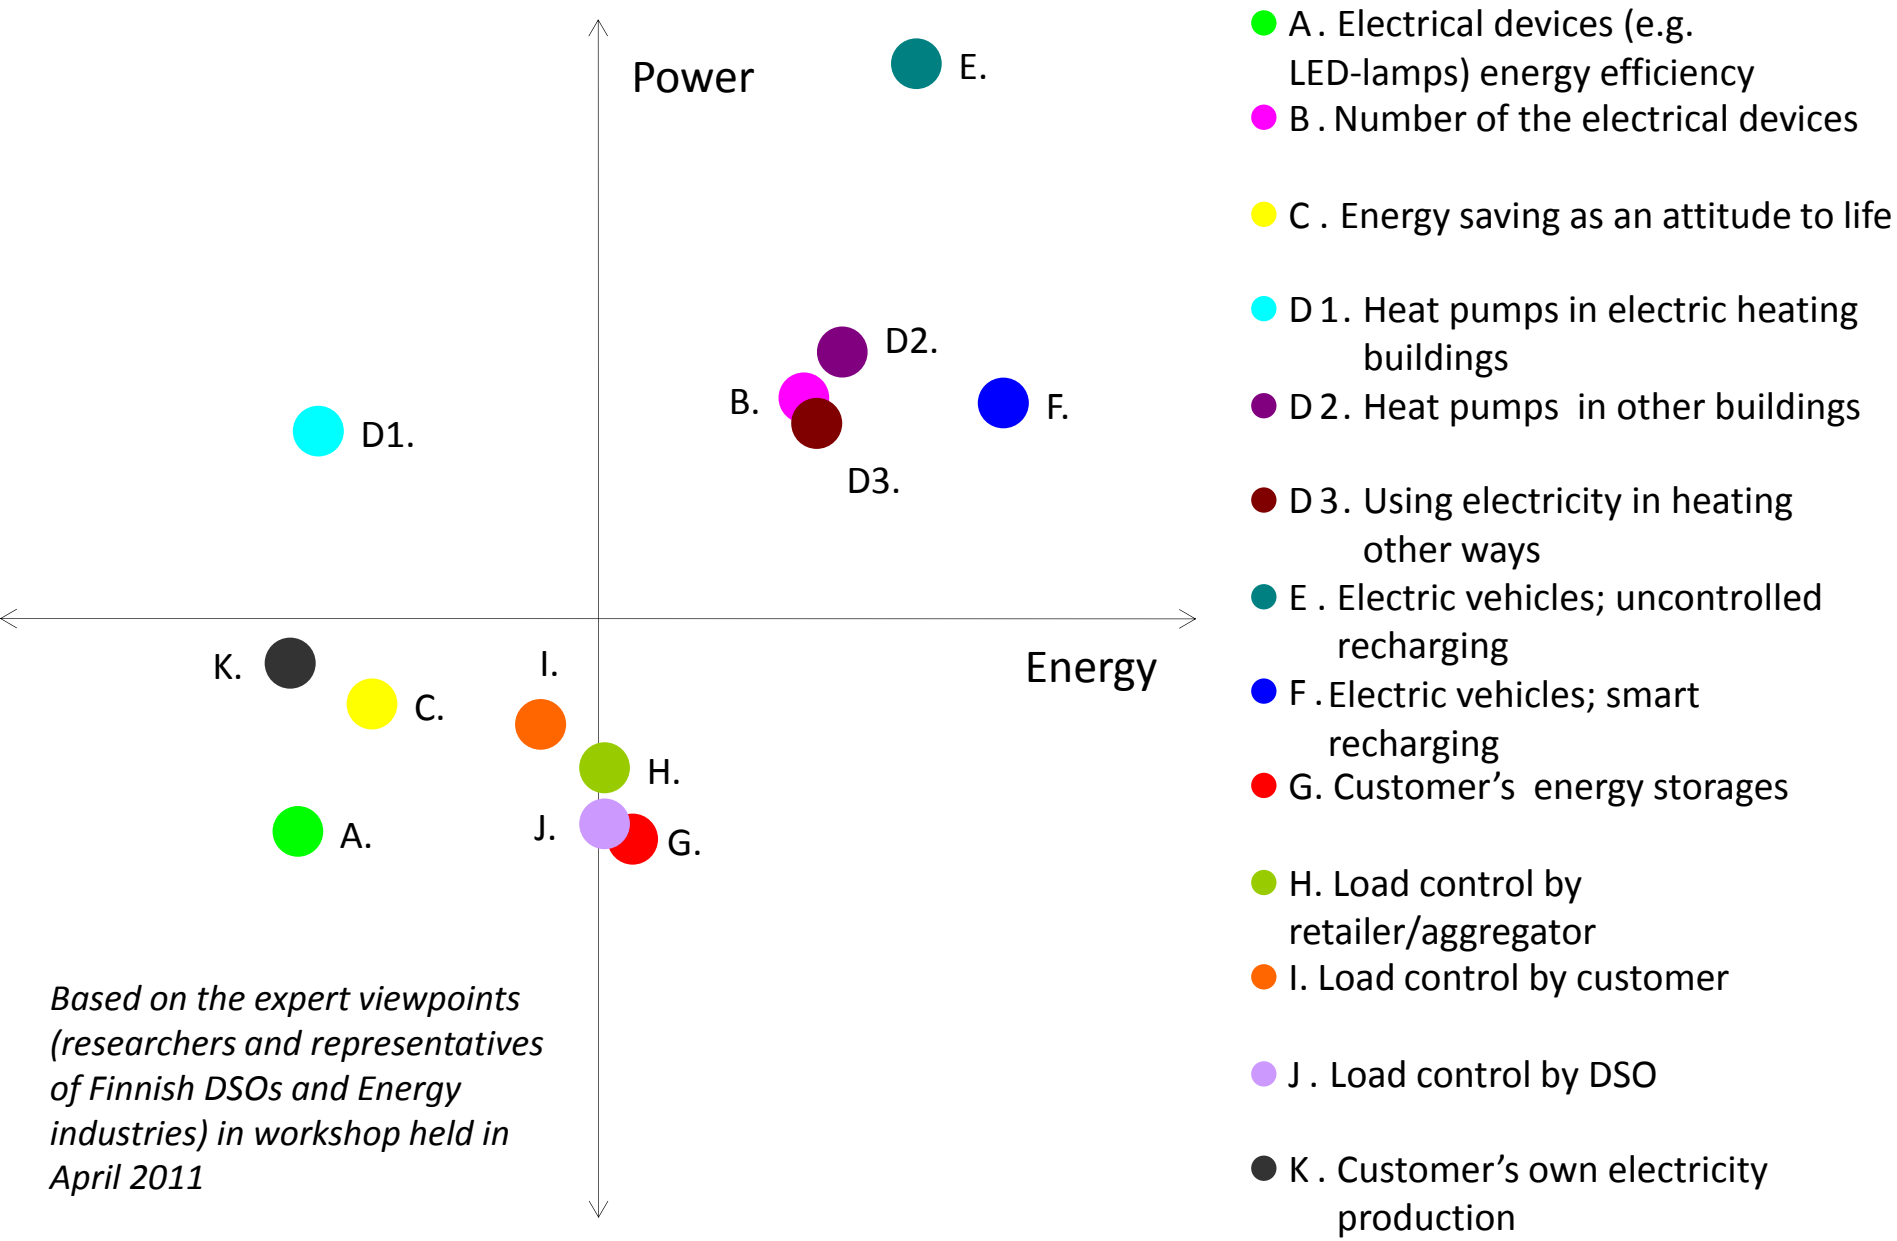 Power
E.
D2.
B.
F.
D1.
D3.
Energy
K.
I.
C.
H.
J.
A.
G.
Based on the expert viewpoints
(researchers and representatives
of Finnish DSOs and Energy
industries) in workshop held in
April 2011
A. Electrical devices (e.g.
LED-lamps) energy efficiency
B. Number of the electrical devices
C. Energy saving as an attitude to life
D1. Heat pumps in electric heating
buildings
D2. Heat pumps in other buildings
D3. Using electricity in heating
other ways
E. Electric vehicles; uncontrolled
recharging
F. Electric vehicles; smart
recharging
G. Customer’s energy storages
H. Load control by
retailer/aggregator
I. Load control by customer
J. Load control by DSO
K. Customer’s own electricity
production